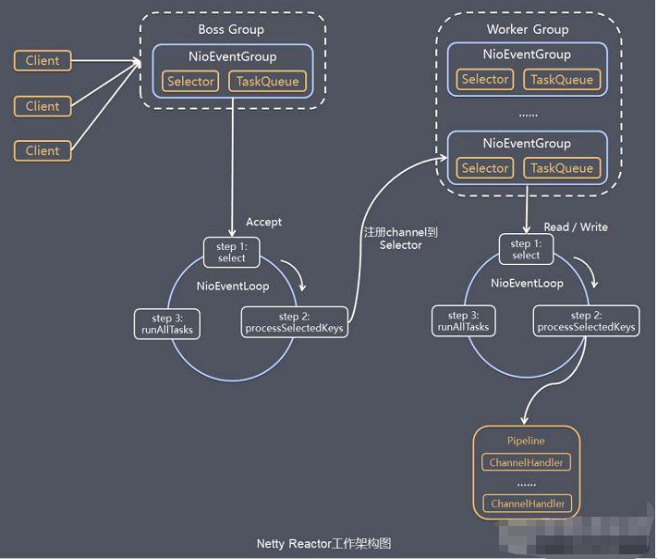 Boss Group
NioEventGroup
Selector
TaskQueue
Client
Client
Client
Worker Group
NioEventGroup
Selector
TaskQueue
......
NioEventGroup
Selector
TaskQueue
Accept
step 1:
select
NioEventLoop
step 2:
processSelectedKeys
step 3:
runAllTasks
注册channel到
Selector
Read / Write
step 1:
select
NioEventLoop
step 2:
processSelectedKeys
step 3:
runAllTasks
Pipeline
ChannelHandler
......
ChannelHandler
Netty Reactor工作架构图